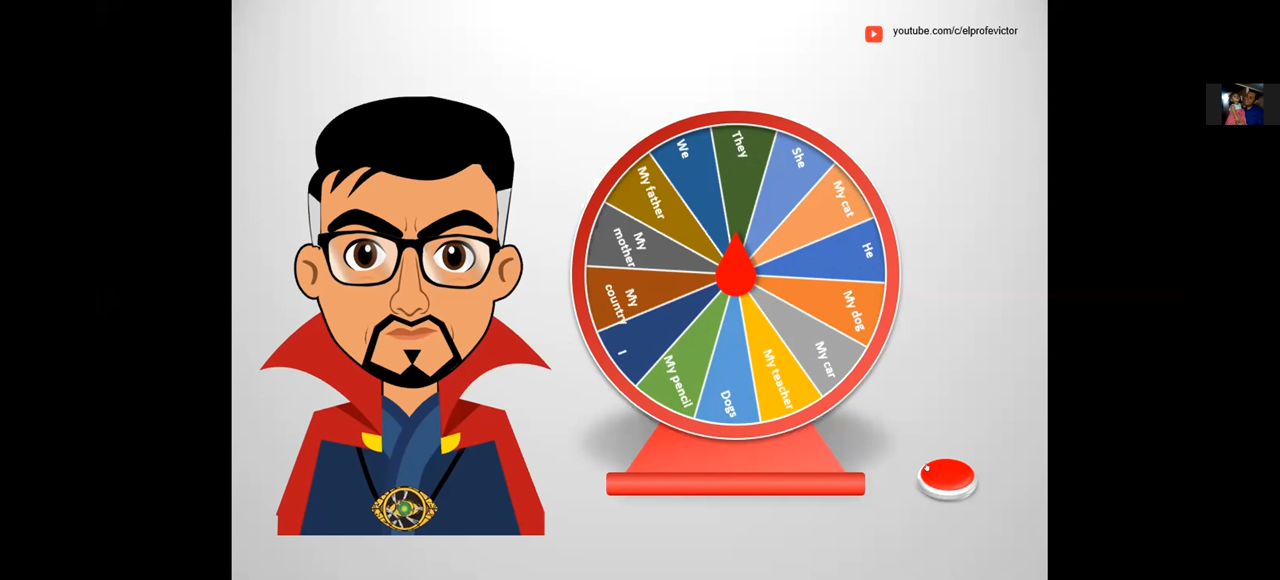 youtube.com/c/elprofevictor
They
She
My cat
He
My dog
My car
My teacher
Dogs
My pencil
I
My
country
My
mother
My father
We